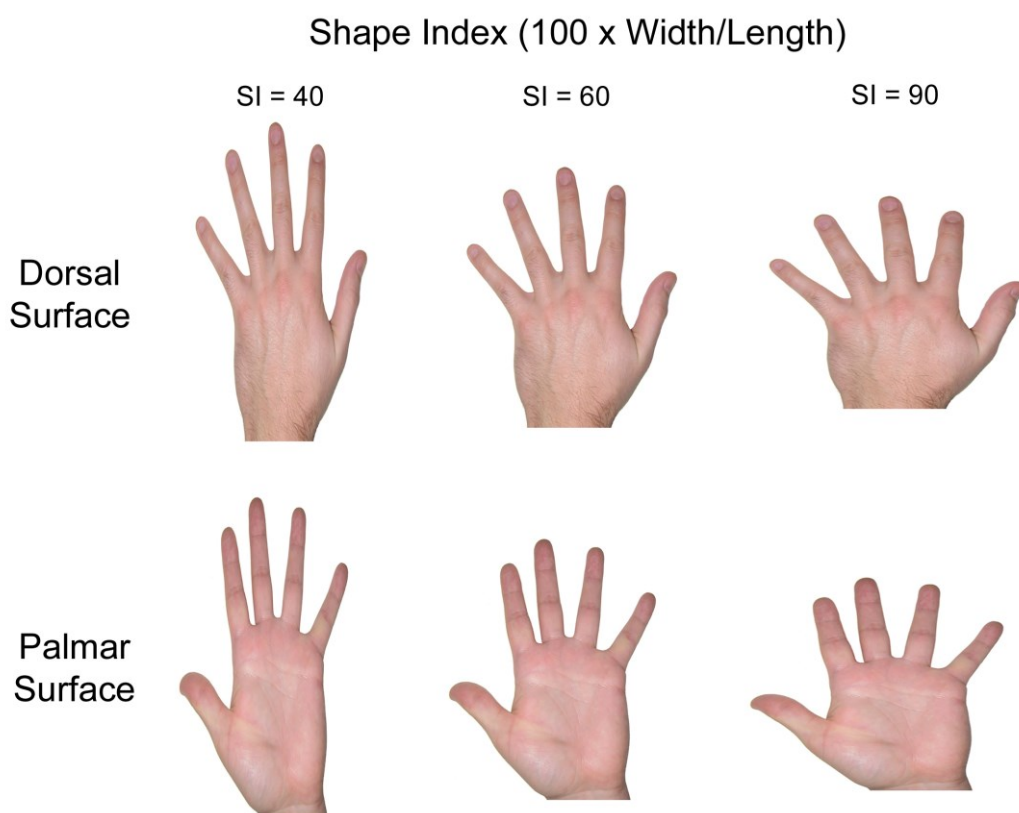 Shape Index (100 x Width/Length)
SI = 40
SI = 60
SI = 90
Dorsal
Surface
Palmar
Surface